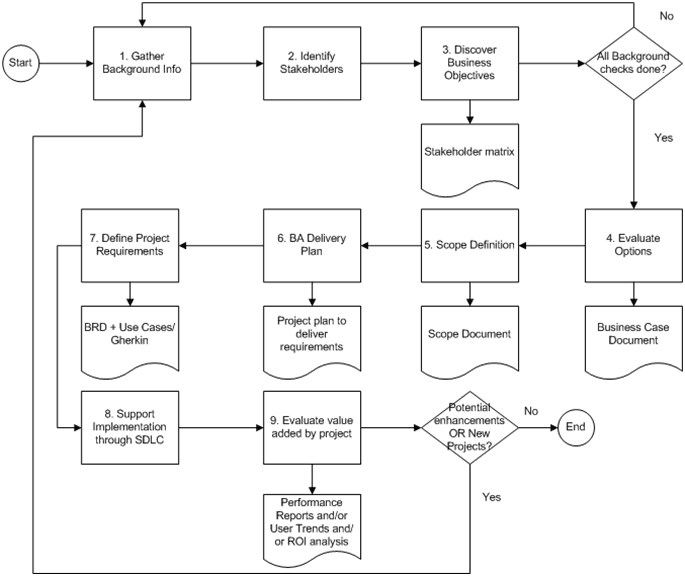 No
Start
1. Gather
Background Info
2. Identify
Stakeholders
3. Discover
Business
Objectives
All Background
checks done?
Yes
Stakeholder matrix
7. Define Project
Requirements
6. BA Delivery
Plan
5. Scope Definition
4. Evaluate
Options
BRD + Use Cases/
Gherkin
Project plan to
deliver
requirements
Scope Document
Business Case
Document
8. Support
Implementation
through SDLC
9. Evaluate value
added by project
Potential
enhancements
OR New
Projects?
No
End
Yes
Performance
Reports and/or
User Trends and/
or ROI analysis